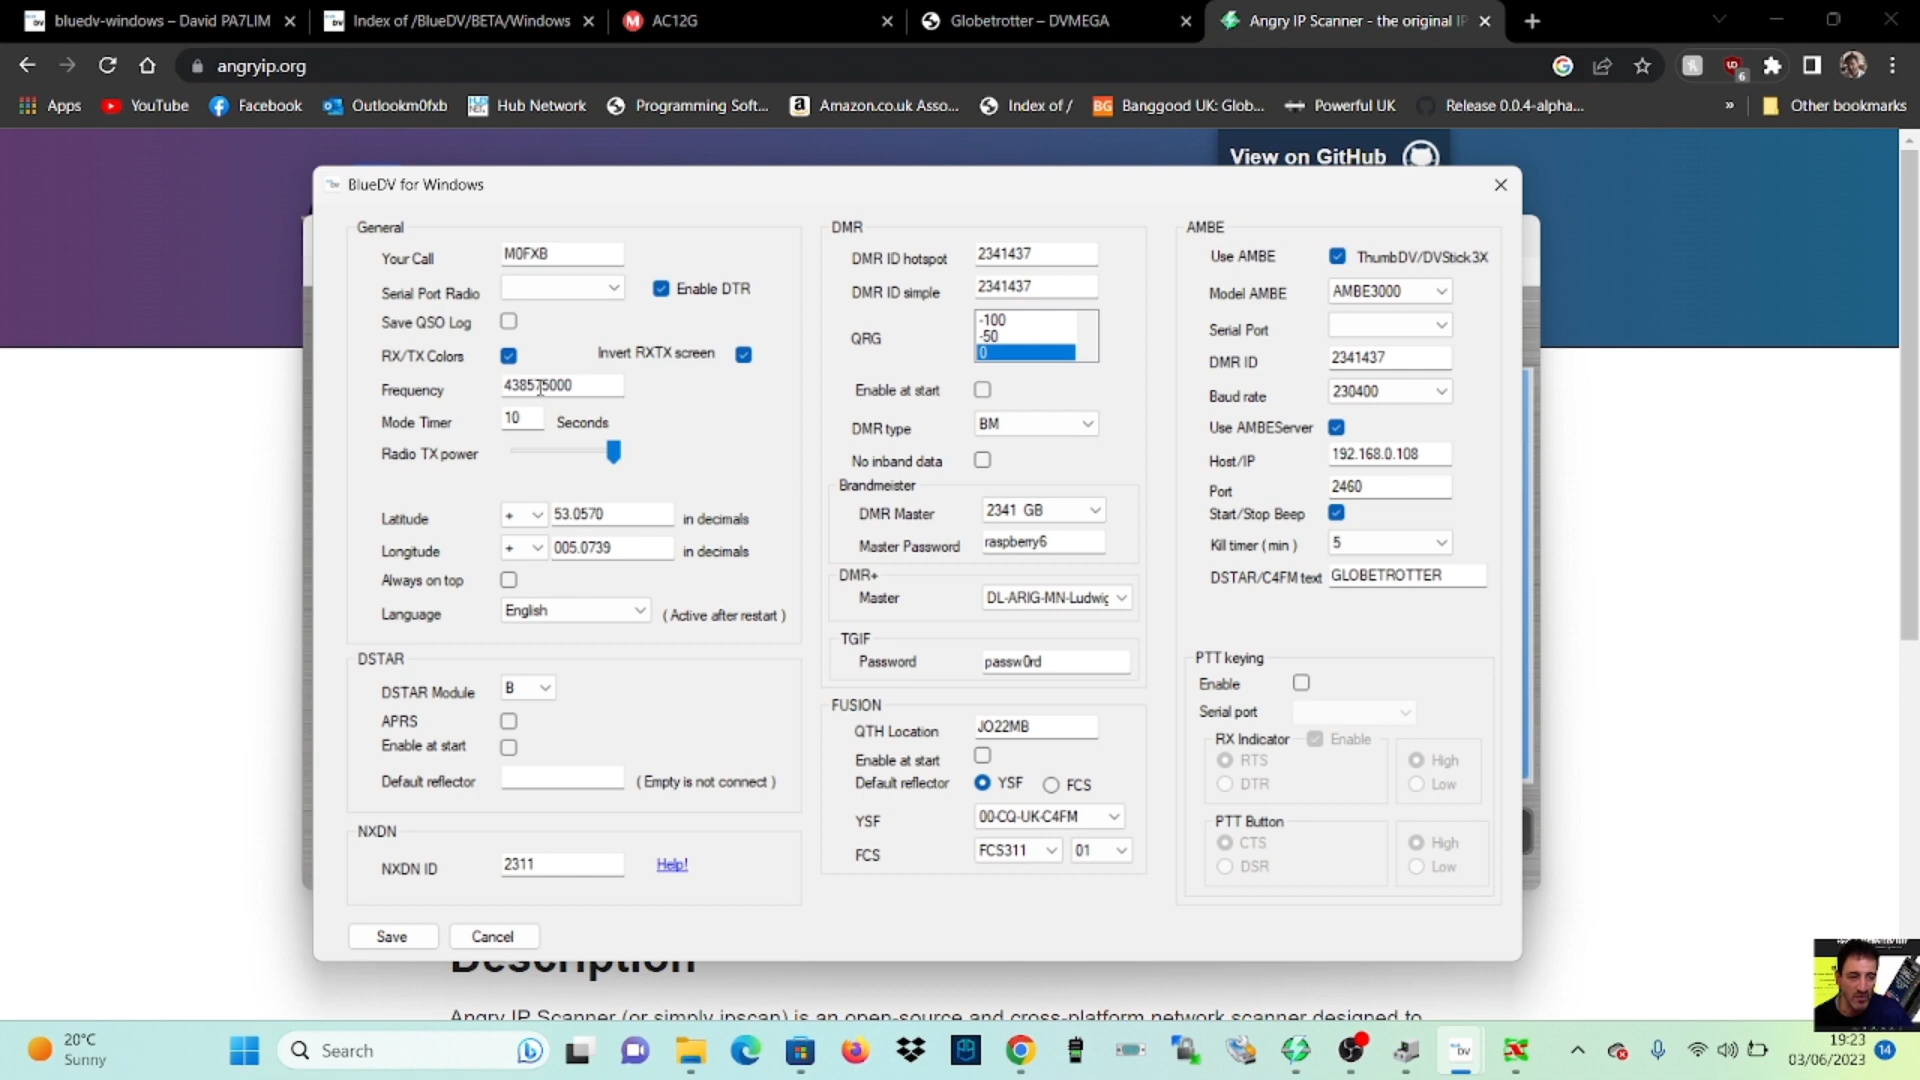 bluedv-windows – David PA7LIM
Index of /BlueDV/BETA/Windows
AC12G
Globetrotter – DVMEGA
Angry IP Scanner - the original IP
angryip.org
6
Apps
YouTube
Facebook
Outlookm0fxb
Hub Network
Programming Soft...
Amazon.co.uk Asso...
Index of /
Banggood UK: Glob...
Powerful UK
Release 0.0.4-alpha...
»
Other bookmarks
View on GitHub
BlueDV for Windows
General
Your Call M0FXB
Serial Port Radio Enable DTR
Save QSO Log
RX/TX Colors Invert RXTX screen
Frequency 438575000
Mode Timer 10 Seconds
Radio TX power
Latitude + 53.0570 in decimals
Longitude + 005.0739 in decimals
Always on top
Language English ( Active after restart )
DSTAR
DSTAR Module B
APRS
Enable at start
Default reflector ( Empty is not connect )
NXDN
NXDN ID 2311 Help!
Save Cancel
DMR
DMR ID hotspot 2341437
DMR ID simple 2341437
QRG
-100
-50
0
Enable at start
DMR type BM
No inband data
Brandmeister
DMR Master 2341 GB
Master Password raspberry6
DMR+
Master DL-ARIG-MN-Ludwig
TGIF
Password passw0rd
FUSION
QTH Location JO22MB
Enable at start
Default reflector YSF FCS
YSF 00-CQ-UK-C4FM
FCS FCS311 01
AMBE
Use AMBE ThumbDV/DVStick3X
Model AMBE AMBE3000
Serial Port
DMR ID 2341437
Baud rate 230400
Use AMBEServer
Host/IP 192.168.0.108
Port 2460
Start/Stop Beep
Kill timer ( min ) 5
DSTAR/C4FM text GLOBETROTTER
PTT keying
Enable
Serial port
RX Indicator Enable
RTS High
DTR Low
PTT Button
CTS High
DSR Low
Description
Angry IP Scanner (or simply ipscan) is an open-source and cross-platform network scanner designed to
20°C
Sunny
Search
19:23
03/06/2023
14